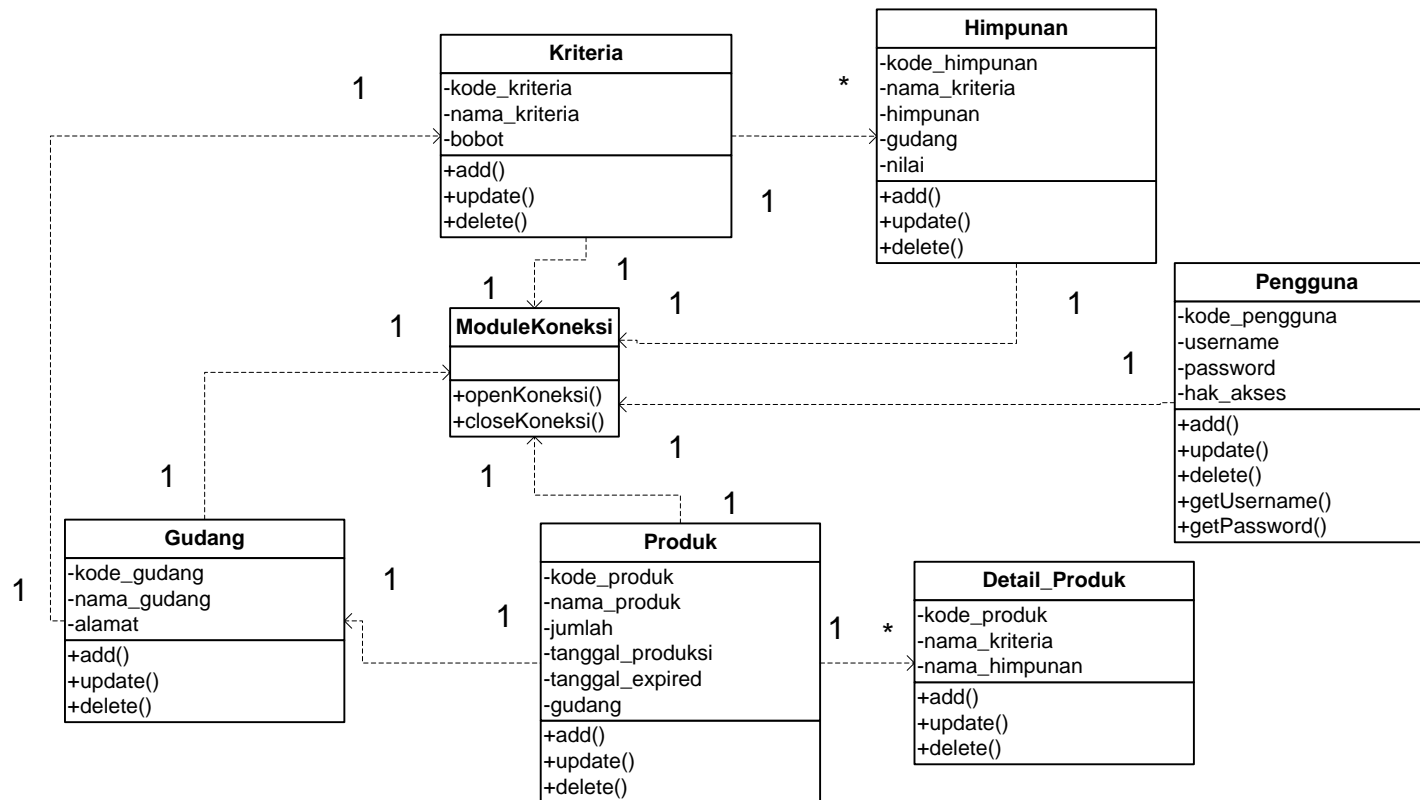 Kriteria
-kode_kriteria
-nama_kriteria
-bobot
+add()
+update()
+delete()
Himpunan
-kode_himpunan
-nama_kriteria
-himpunan
-gudang
-nilai
+add()
+update()
+delete()
1
*
1
1
1
1
1
1
ModuleKoneksi
+openKoneksi()
+closeKoneksi()
Pengguna
-kode_pengguna
-username
-password
-hak_akses
+add()
+update()
+delete()
+getUsername()
+getPassword()
1
1
1
1
1
Gudang
-kode_gudang
-nama_gudang
-alamat
+add()
+update()
+delete()
1
1
1
Produk
-kode_produk
-nama_produk
-jumlah
-tanggal_produksi
-tanggal_expired
-gudang
+add()
+update()
+delete()
1
*
Detail_Produk
-kode_produk
-nama_kriteria
-nama_himpunan
+add()
+update()
+delete()